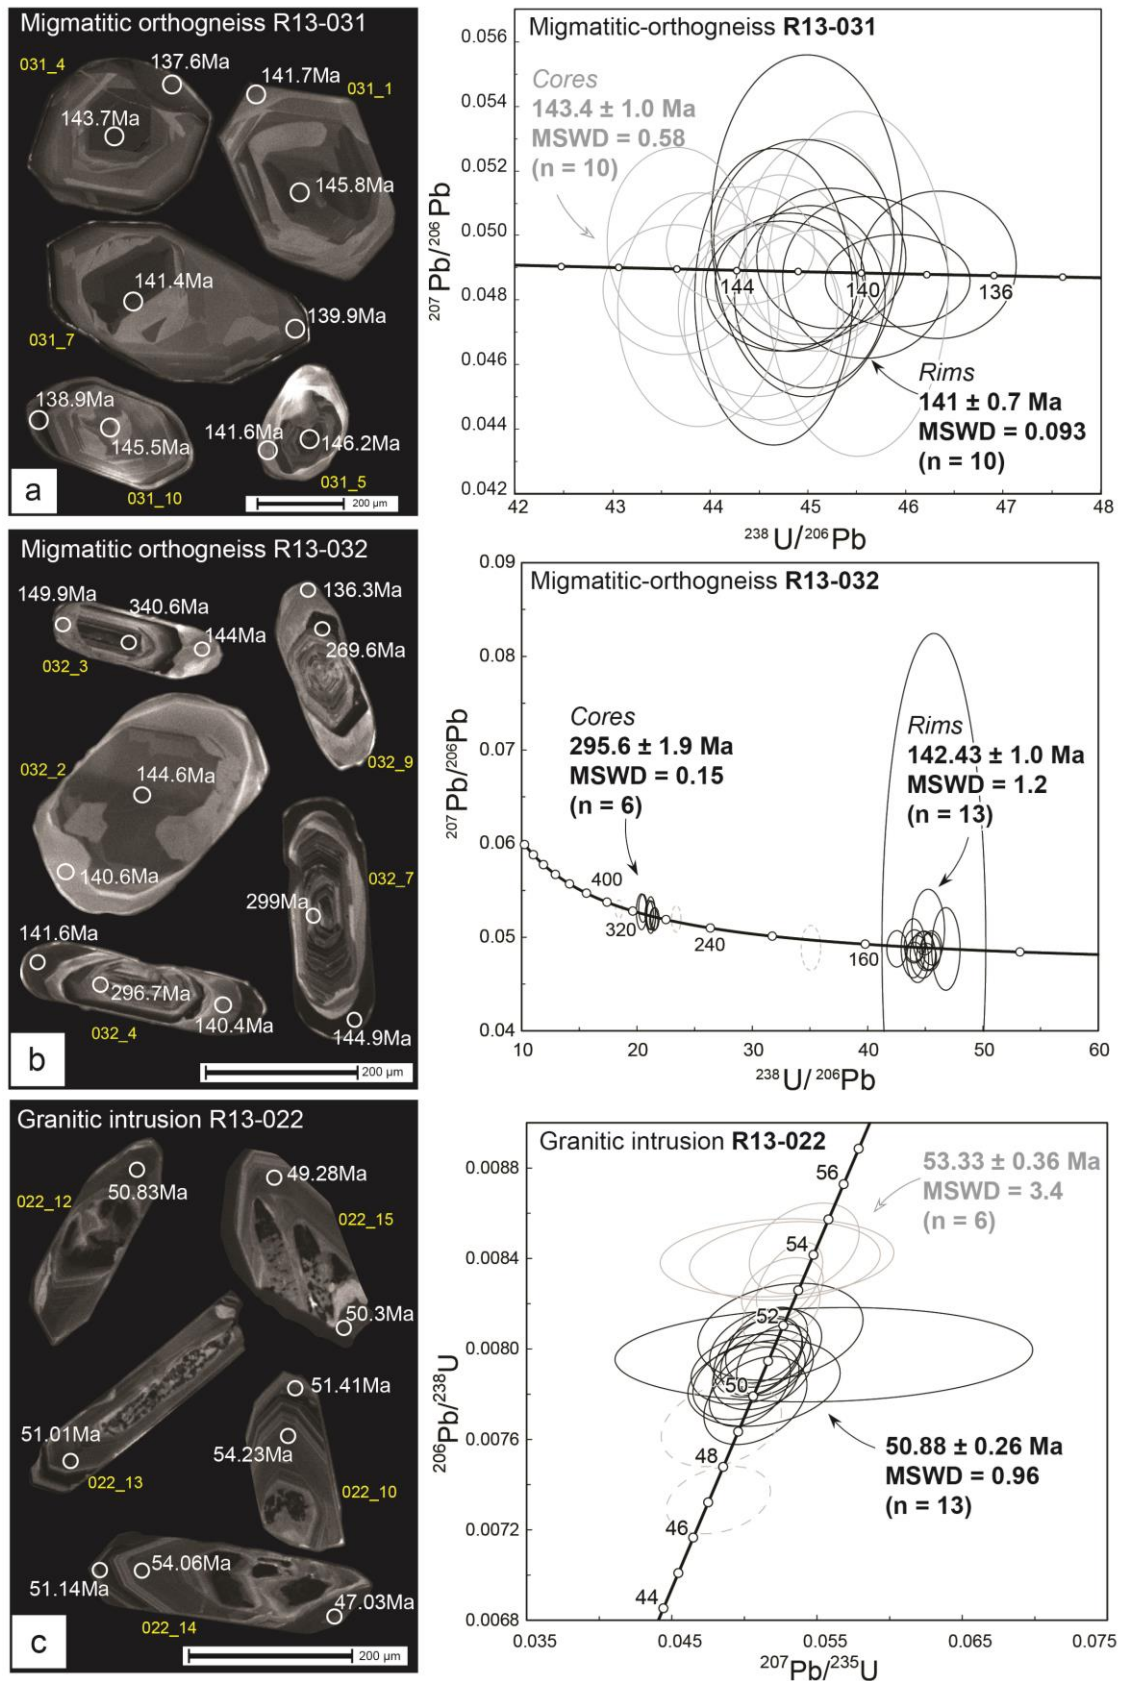 Migmatitic orthogneiss R13-031
031_4
137.6Ma
141.7Ma
031_1
143.7Ma
145.8Ma
141.4Ma
139.9Ma
031_7
138.9Ma
145.5Ma
141.6Ma
146.2Ma
031_10
031_5
a
200 µm
Migmatitic-orthogneiss R13-031
Cores
143.4 ± 1.0 Ma
MSWD = 0.58
(n = 10)
144
140
136
Rims
141 ± 0.7 Ma
MSWD = 0.093
(n = 10)
0.056
0.054
0.052
0.050
0.048
0.046
0.044
0.042
207Pb/206Pb
42 43 44 45 46 47 48
238U/206Pb
Migmatitic orthogneiss R13-032
149.9Ma
340.6Ma
144Ma
032_3
136.3Ma
269.6Ma
032_9
032_2
144.6Ma
140.6Ma
032_7
299Ma
141.6Ma
296.7Ma
140.4Ma
032_4
144.9Ma
b
200 µm
Migmatitic-orthogneiss R13-032
Cores
295.6 ± 1.9 Ma
MSWD = 0.15
(n = 6)
Rims
142.43 ± 1.0 Ma
MSWD = 1.2
(n = 13)
400
320
240
160
0.09
0.08
0.07
0.06
0.05
0.04
207Pb/206Pb
10 20 30 40 50 60
238U/206Pb
Granitic intrusion R13-022
022_12
50.83Ma
49.28Ma
022_15
50.3Ma
51.01Ma
022_13
51.41Ma
54.23Ma
022_10
51.14Ma
54.06Ma
47.03Ma
022_14
c
200 µm
Granitic intrusion R13-022
53.33 ± 0.36 Ma
MSWD = 3.4
(n = 6)
56
54
52
50
48
46
44
50.88 ± 0.26 Ma
MSWD = 0.96
(n = 13)
0.0088
0.0084
0.0080
0.0076
0.0072
0.0068
206Pb/238U
0.035 0.045 0.055 0.065 0.075
207Pb/235U